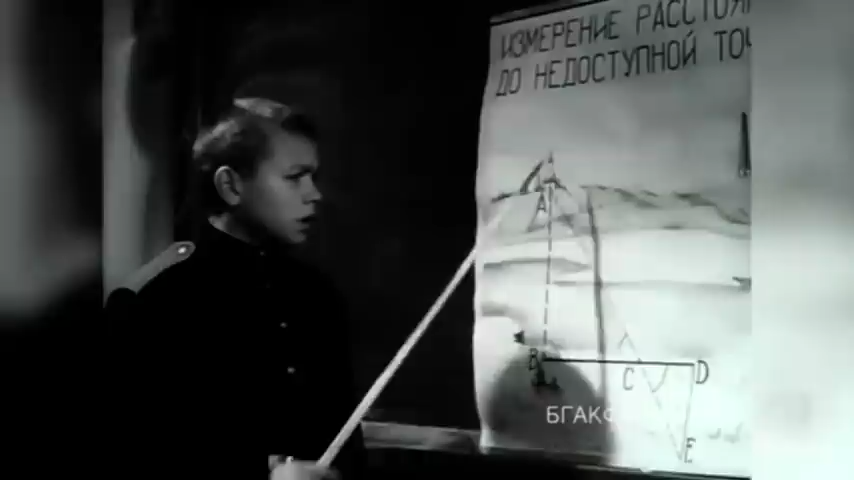 ИЗМЕРЕНИЕ РАССТОЯ
ДО НЕДОСТУПНОЙ ТОЧ
A
B
C
D
E
БГАКФ